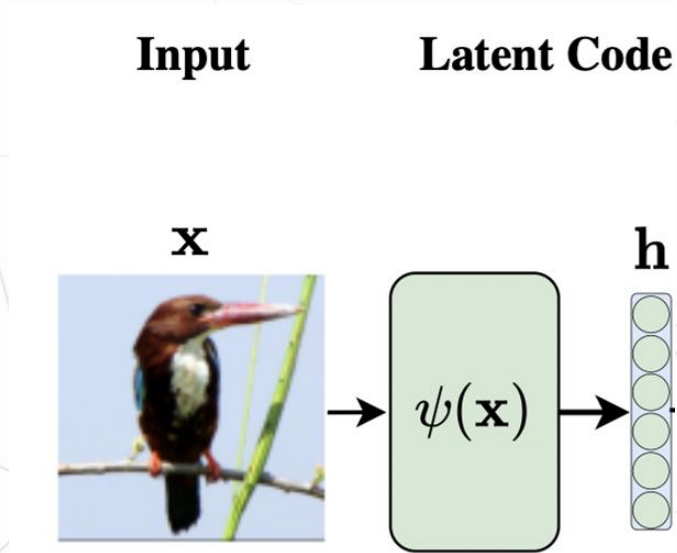 Input Latent Code
x h
ψ(x)